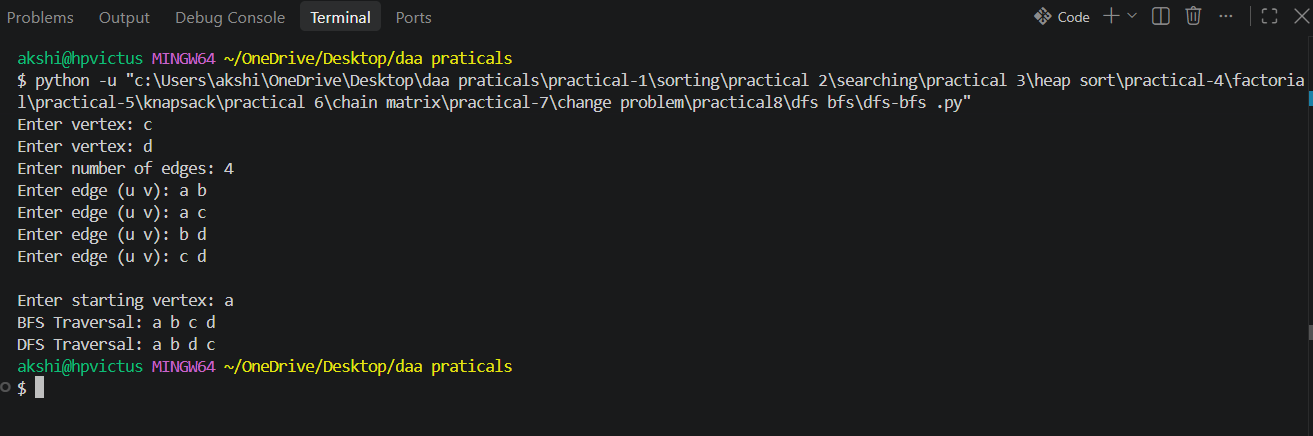 Problems Output Debug Console Terminal Ports Code
akshi@hpvictus MINGW64 ~/OneDrive/Desktop/daa praticals
$ python -u "c:\Users\akshi\OneDrive\Desktop\daa praticals\practical-1\sorting\practical 2\searching\practical 3\heap sort\practical-4\factoria
l\practical-5\knapsack\practical 6\chain matrix\practical-7\change problem\practical8\dfs bfs\dfs-bfs .py"
Enter vertex: c
Enter vertex: d
Enter number of edges: 4
Enter edge (u v): a b
Enter edge (u v): a c
Enter edge (u v): b d
Enter edge (u v): c d
Enter starting vertex: a
BFS Traversal: a b c d
DFS Traversal: a b d c
akshi@hpvictus MINGW64 ~/OneDrive/Desktop/daa praticals
$